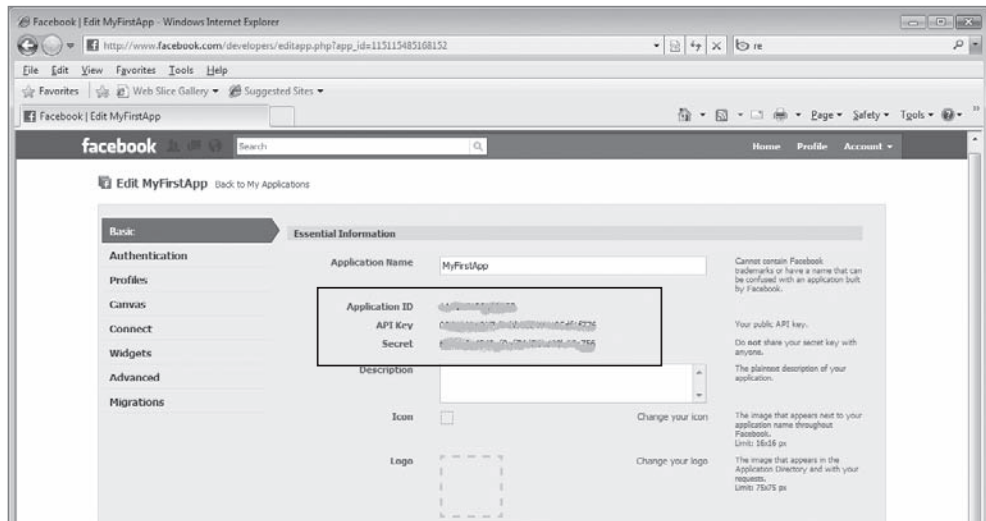 Facebook | Edit MyFirstApp - Windows Internet Explorer
http://www.facebook.com/developers/editapp.php?app_id=115115485168152
re
File Edit View Favorites Tools Help
Favorites Web Slice Gallery Suggested Sites
Facebook | Edit MyFirstApp
Page Safety Tools
facebook
Search
Home Profile Account
Edit MyFirstApp Back to My Applications
Basic
Authentication
Profiles
Canvas
Connect
Widgets
Advanced
Migrations
Essential Information
Application Name
MyFirstApp
Cannot contain Facebook
trademarks or have a name that can
be confused with an application built
by Facebook.
Application ID
API Key
Your public API key.
Secret
Do not share your secret key with
anyone.
Description
The plaintext description of your
application.
Icon
Change your icon
The image that appears next to your
application name throughout
Facebook.
Limit: 16x16 px
Logo
Change your logo
The image that appears in the
Application Directory and with your
requests.
Limit: 75x75 px